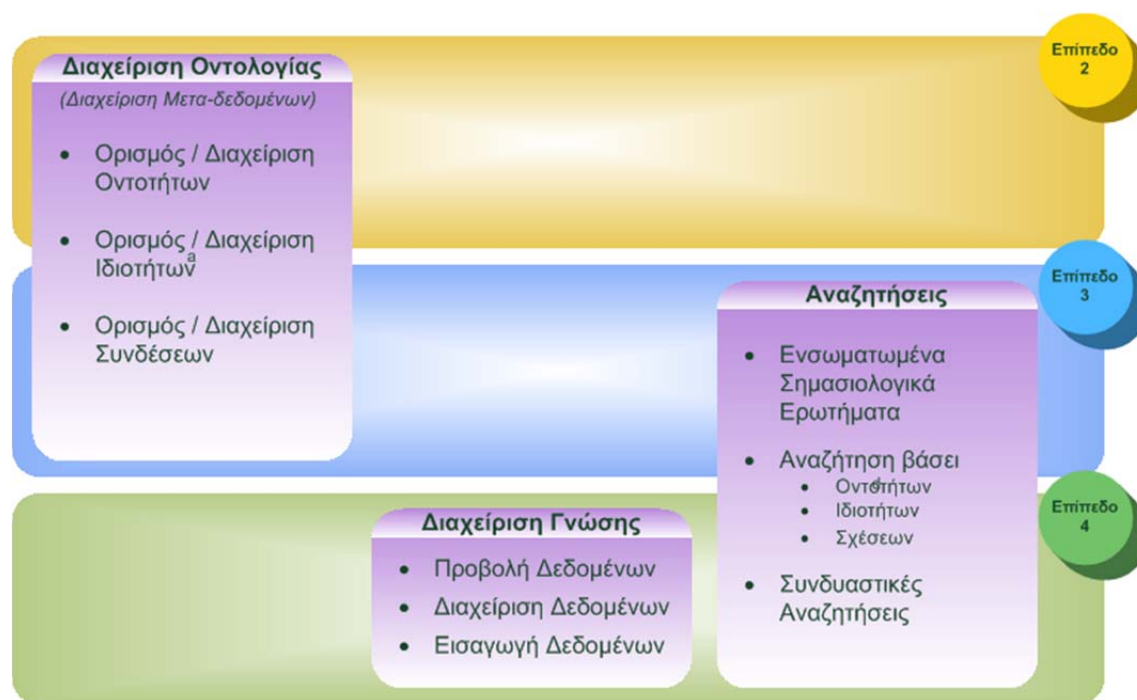 Επίπεδο
2
Διαχείριση Οντολογίας
(Διαχείριση Μετα-δεδομένων)
• Ορισμός / Διαχείριση
Οντοτήτων
• Ορισμός / Διαχείριση
Ιδιοτήτων
a
• Ορισμός / Διαχείριση
Συνδέσεων
Επίπεδο
3
Αναζητήσεις
• Ενσωματωμένα
Σημασιολογικά
Ερωτήματα
• Αναζήτηση βάσει
• Οντοτήτων
• Ιδιοτήτων
• Σχέσεων
• Συνδυαστικές
Αναζητήσεις
Επίπεδο
4
Διαχείριση Γνώσης
• Προβολή Δεδομένων
• Διαχείριση Δεδομένων
• Εισαγωγή Δεδομένων